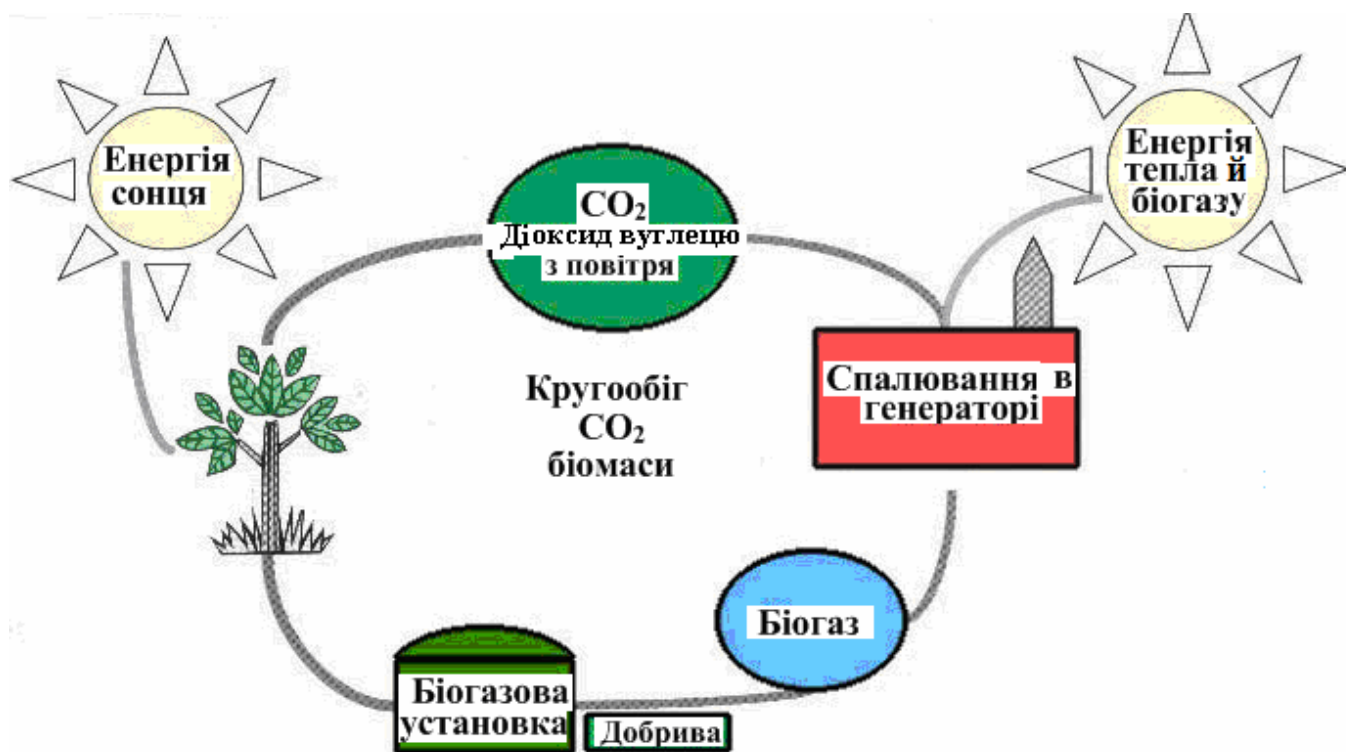 Енергія
сонця
CO₂
Діоксид вуглецю
з повітря
Енергія
тепла й
біогазу
Кругообіг
CO₂
біомаси
Спалювання в
генераторі
Біогаз
Біогазова
установка
Добрива